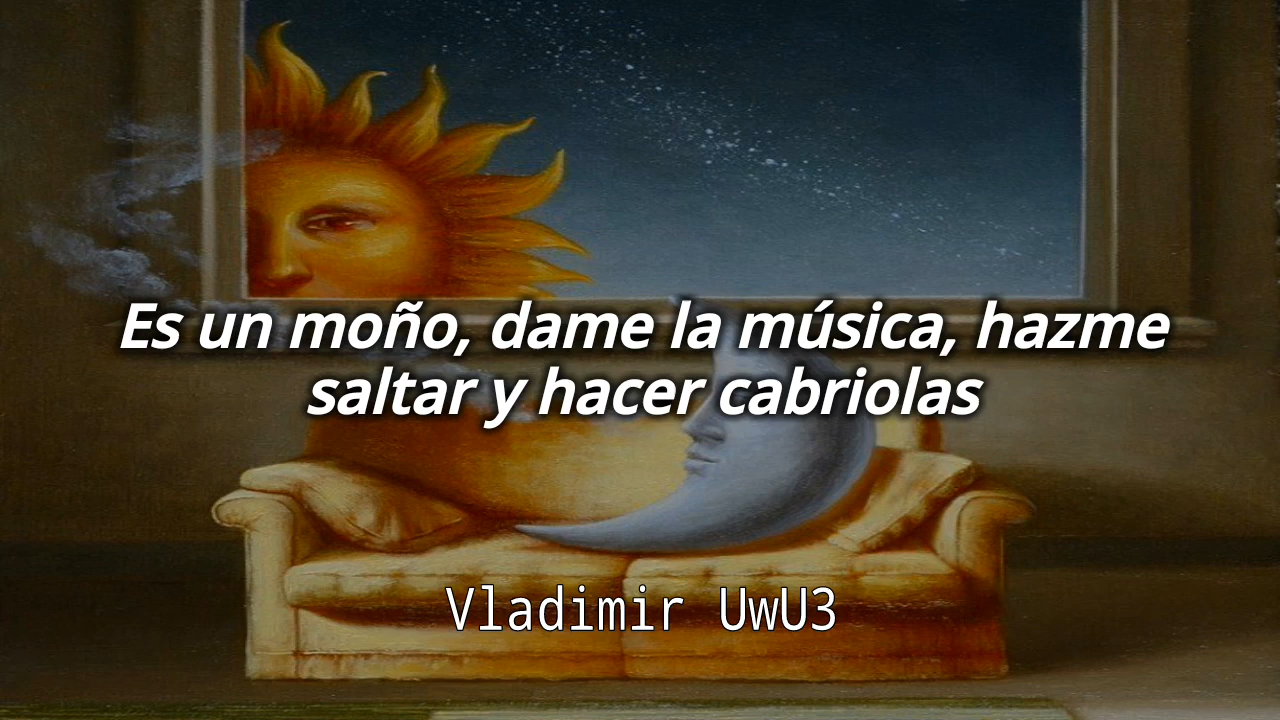 Es un moño, dame la música, hazme
saltar y hacer cabriolas
Vladimir UwU3